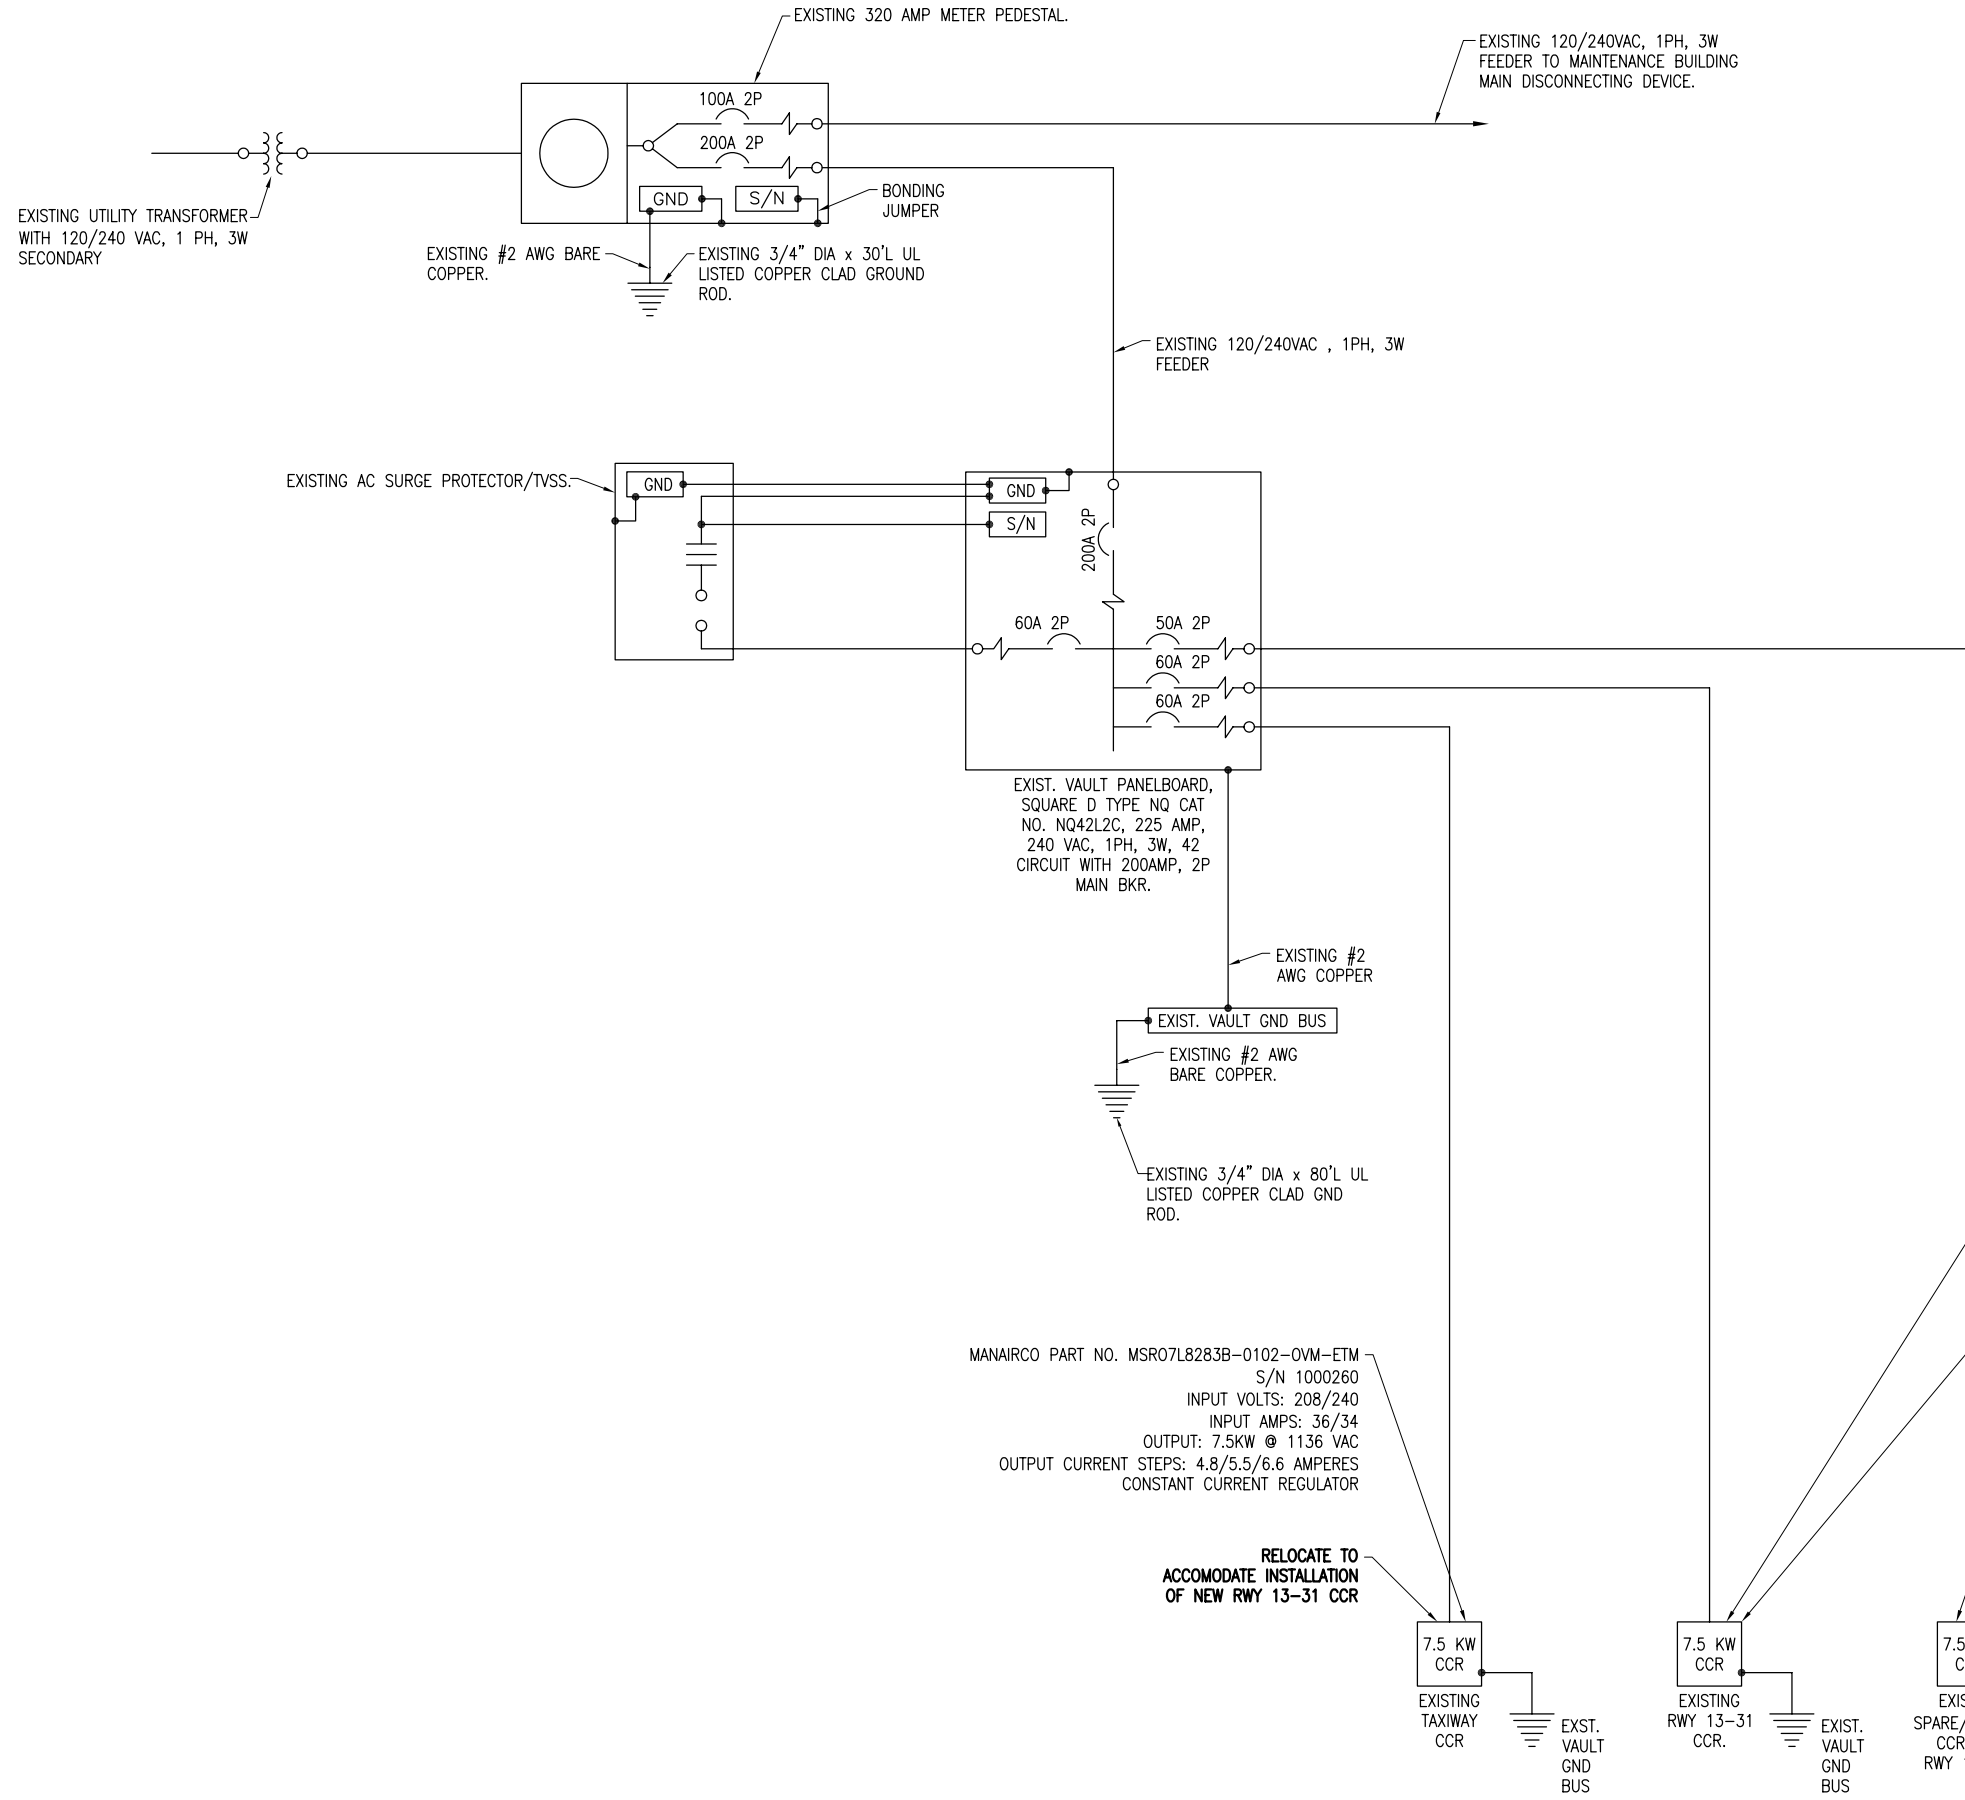 EXISTING 320 AMP METER PEDESTAL.
EXISTING 120/240VAC, 1PH, 3W
FEEDER TO MAINTENANCE BUILDING
MAIN DISCONNECTING DEVICE.
100A 2P
200A 2P
GND
S/N
BONDING
JUMPER
EXISTING UTILITY TRANSFORMER
WITH 120/240 VAC, 1 PH, 3W
SECONDARY
EXISTING #2 AWG BARE
COPPER.
EXISTING 3/4" DIA x 30'L UL
LISTED COPPER CLAD GROUND
ROD.
EXISTING 120/240VAC , 1PH, 3W
FEEDER
EXISTING AC SURGE PROTECTOR/TVSS.
GND
GND
S/N
200A 2P
60A 2P
50A 2P
60A 2P
60A 2P
EXIST. VAULT PANELBOARD,
SQUARE D TYPE NQ CAT
NO. NQ42L2C, 225 AMP,
240 VAC, 1PH, 3W, 42
CIRCUIT WITH 200AMP, 2P
MAIN BKR.
EXISTING #2
AWG COPPER
EXIST. VAULT GND BUS
EXISTING #2 AWG
BARE COPPER.
EXISTING 3/4" DIA x 80'L UL
LISTED COPPER CLAD GND
ROD.
MANAIRCO PART NO. MSRO7L8283B-0102-OVM-ETM
S/N 1000260
INPUT VOLTS: 208/240
INPUT AMPS: 36/34
OUTPUT: 7.5KW @ 1136 VAC
OUTPUT CURRENT STEPS: 4.8/5.5/6.6 AMPERES
CONSTANT CURRENT REGULATOR
RELOCATE TO
ACCOMODATE INSTALLATION
OF NEW RWY 13-31 CCR
7.5 KW
CCR
EXISTING
TAXIWAY
CCR
EXST.
VAULT
GND
BUS
7.5 KW
CCR
EXISTING
RWY 13-31
CCR.
EXIST.
VAULT
GND
BUS
7.5
SPARE/
CCR
RWY